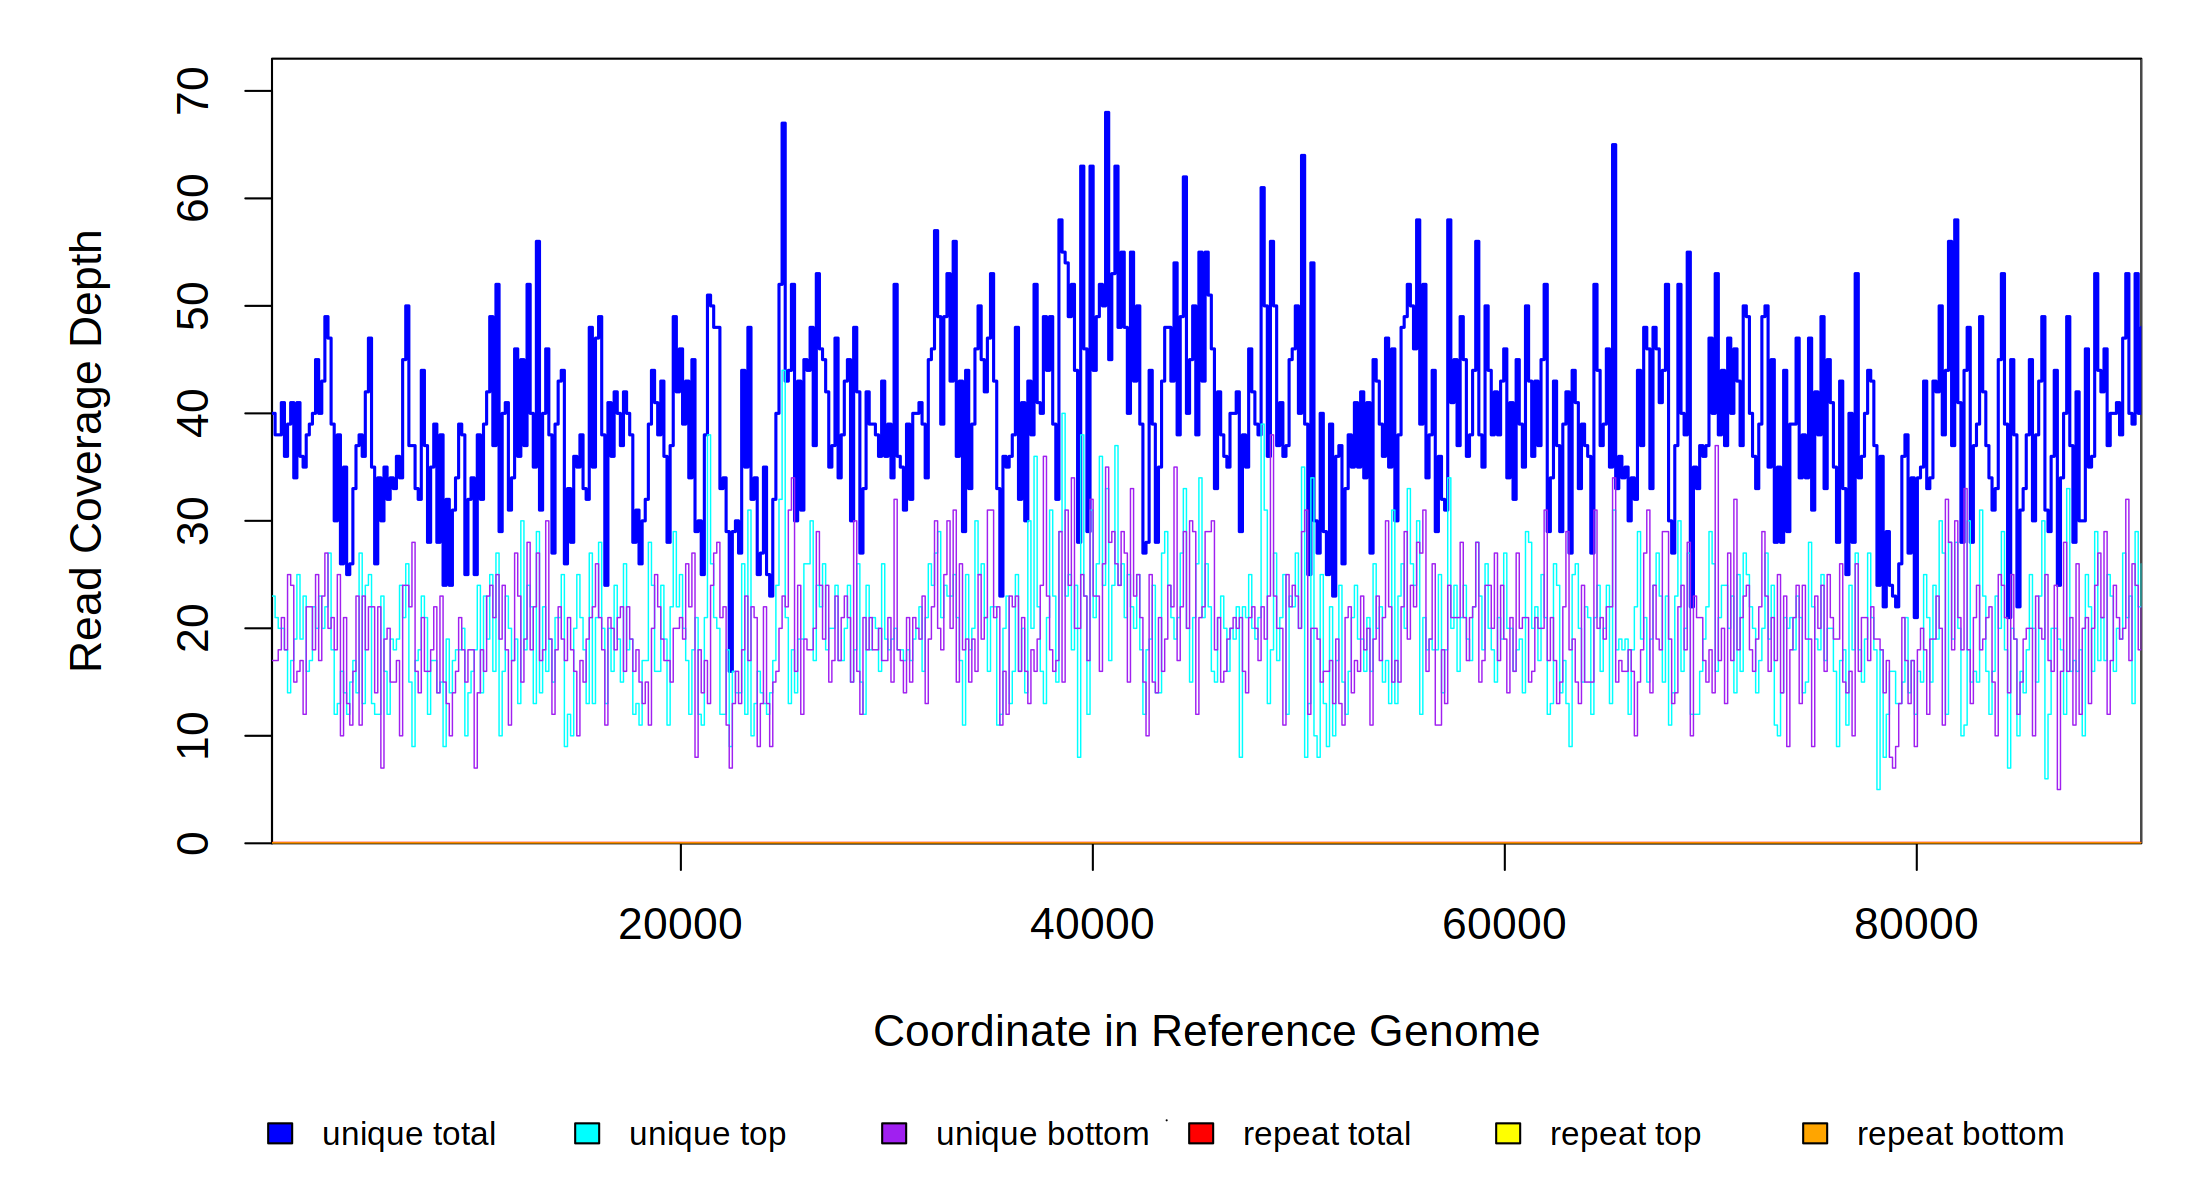 Read Coverage Depth
70
60
50
40
30
20
10
0
20000 40000 60000 80000
Coordinate in Reference Genome
unique total unique top unique bottom repeat total repeat top repeat bottom